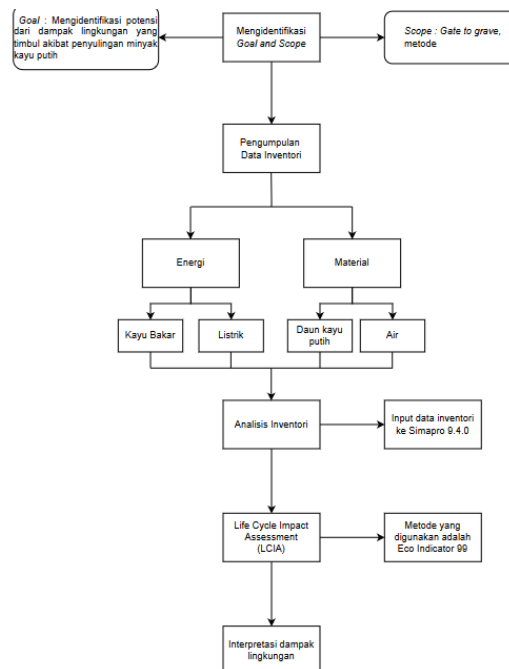 Goal : Mengidentifikasi potensi
dari dampak lingkungan yang
timbul akibat penyulingan minyak
kayu putih
Mengidentifikasi
Goal and Scope
Scope : Gate to grave,
metode
Pengumpulan
Data Inventori
Energi
Material
Kayu Bakar
Listrik
Daun kayu
putih
Air
Analisis Inventori
Input data inventori
ke Simapro 9.4.0
Life Cycle Impact
Assessment
(LCIA)
Metode yang
digunakan adalah
Eco Indicator 99
Interpretasi dampak
lingkungan